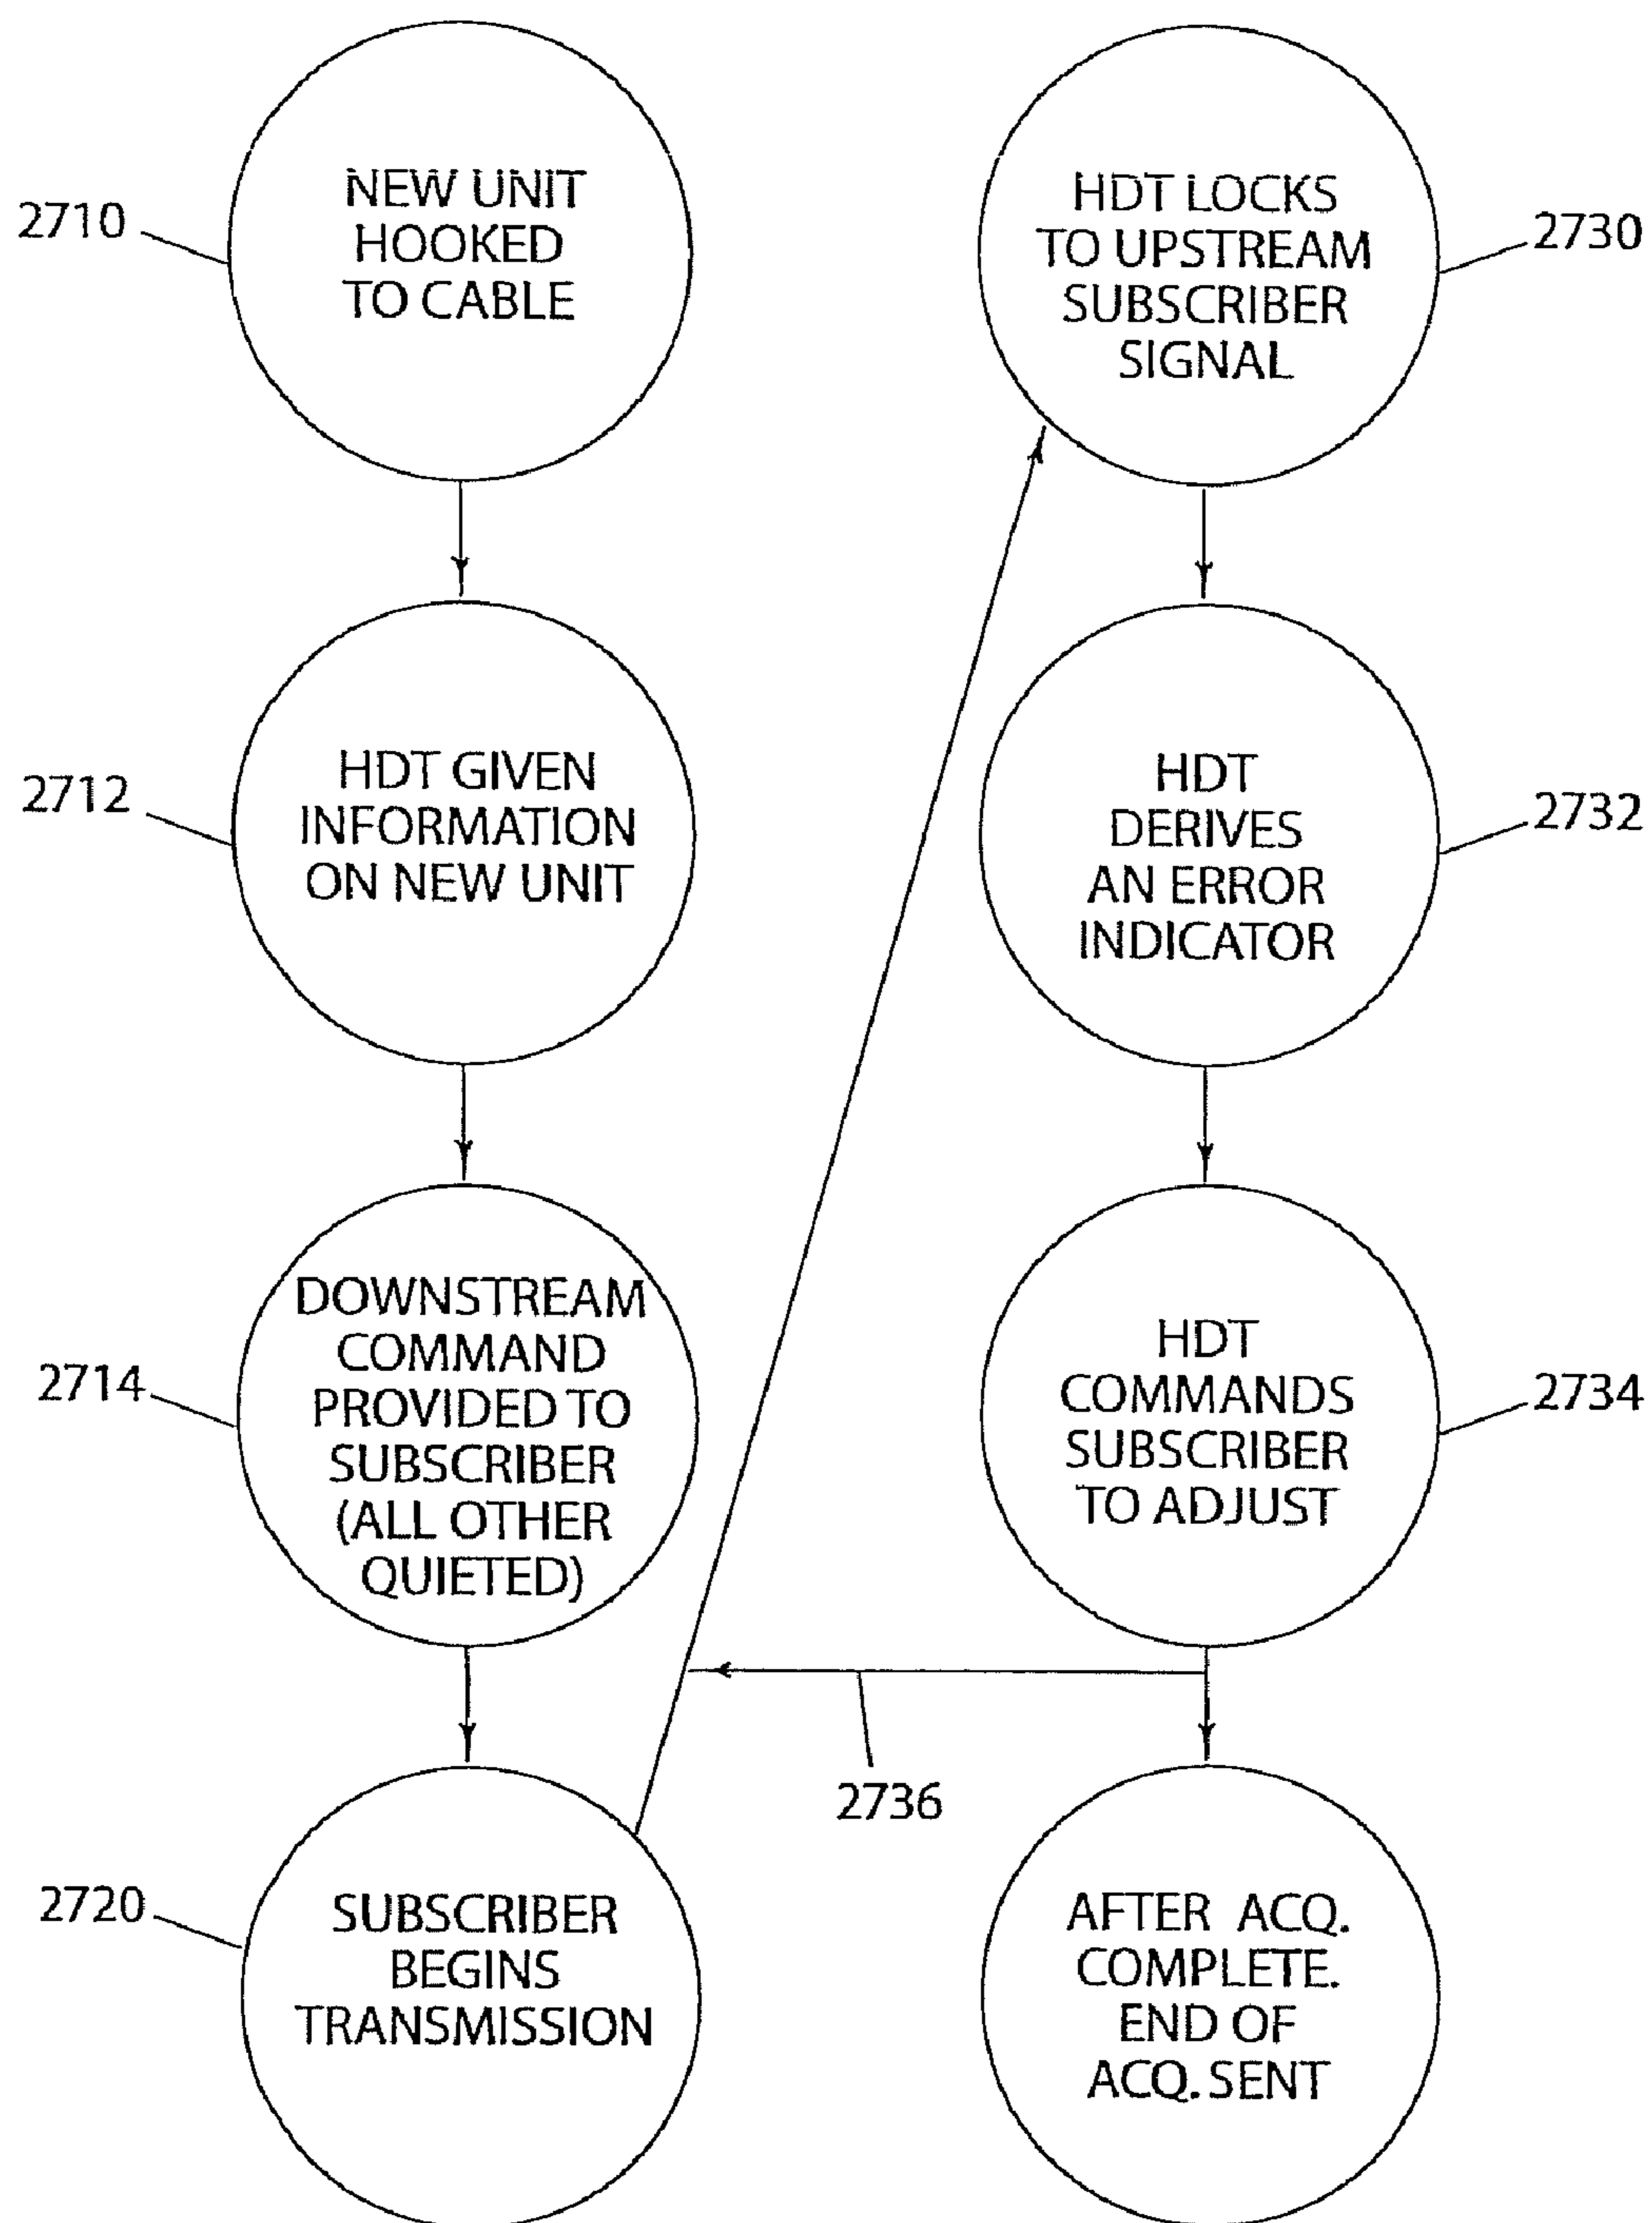 2710
NEW UNIT
HOOKED
TO CABLE
2712
HDT GIVEN
INFORMATION
ON NEW UNIT
2714
DOWNSTREAM
COMMAND
PROVIDED TO
SUBSCRIBER
(ALL OTHER
QUIETED)
2720
SUBSCRIBER
BEGINS
TRANSMISSION
HDT LOCKS
TO UPSTREAM
SUBSCRIBER
SIGNAL
2730
HDT
DERIVES
AN ERROR
INDICATOR
2732
HDT
COMMANDS
SUBSCRIBER
TO ADJUST
2734
2736
AFTER ACQ.
COMPLETE.
END OF
ACQ. SENT